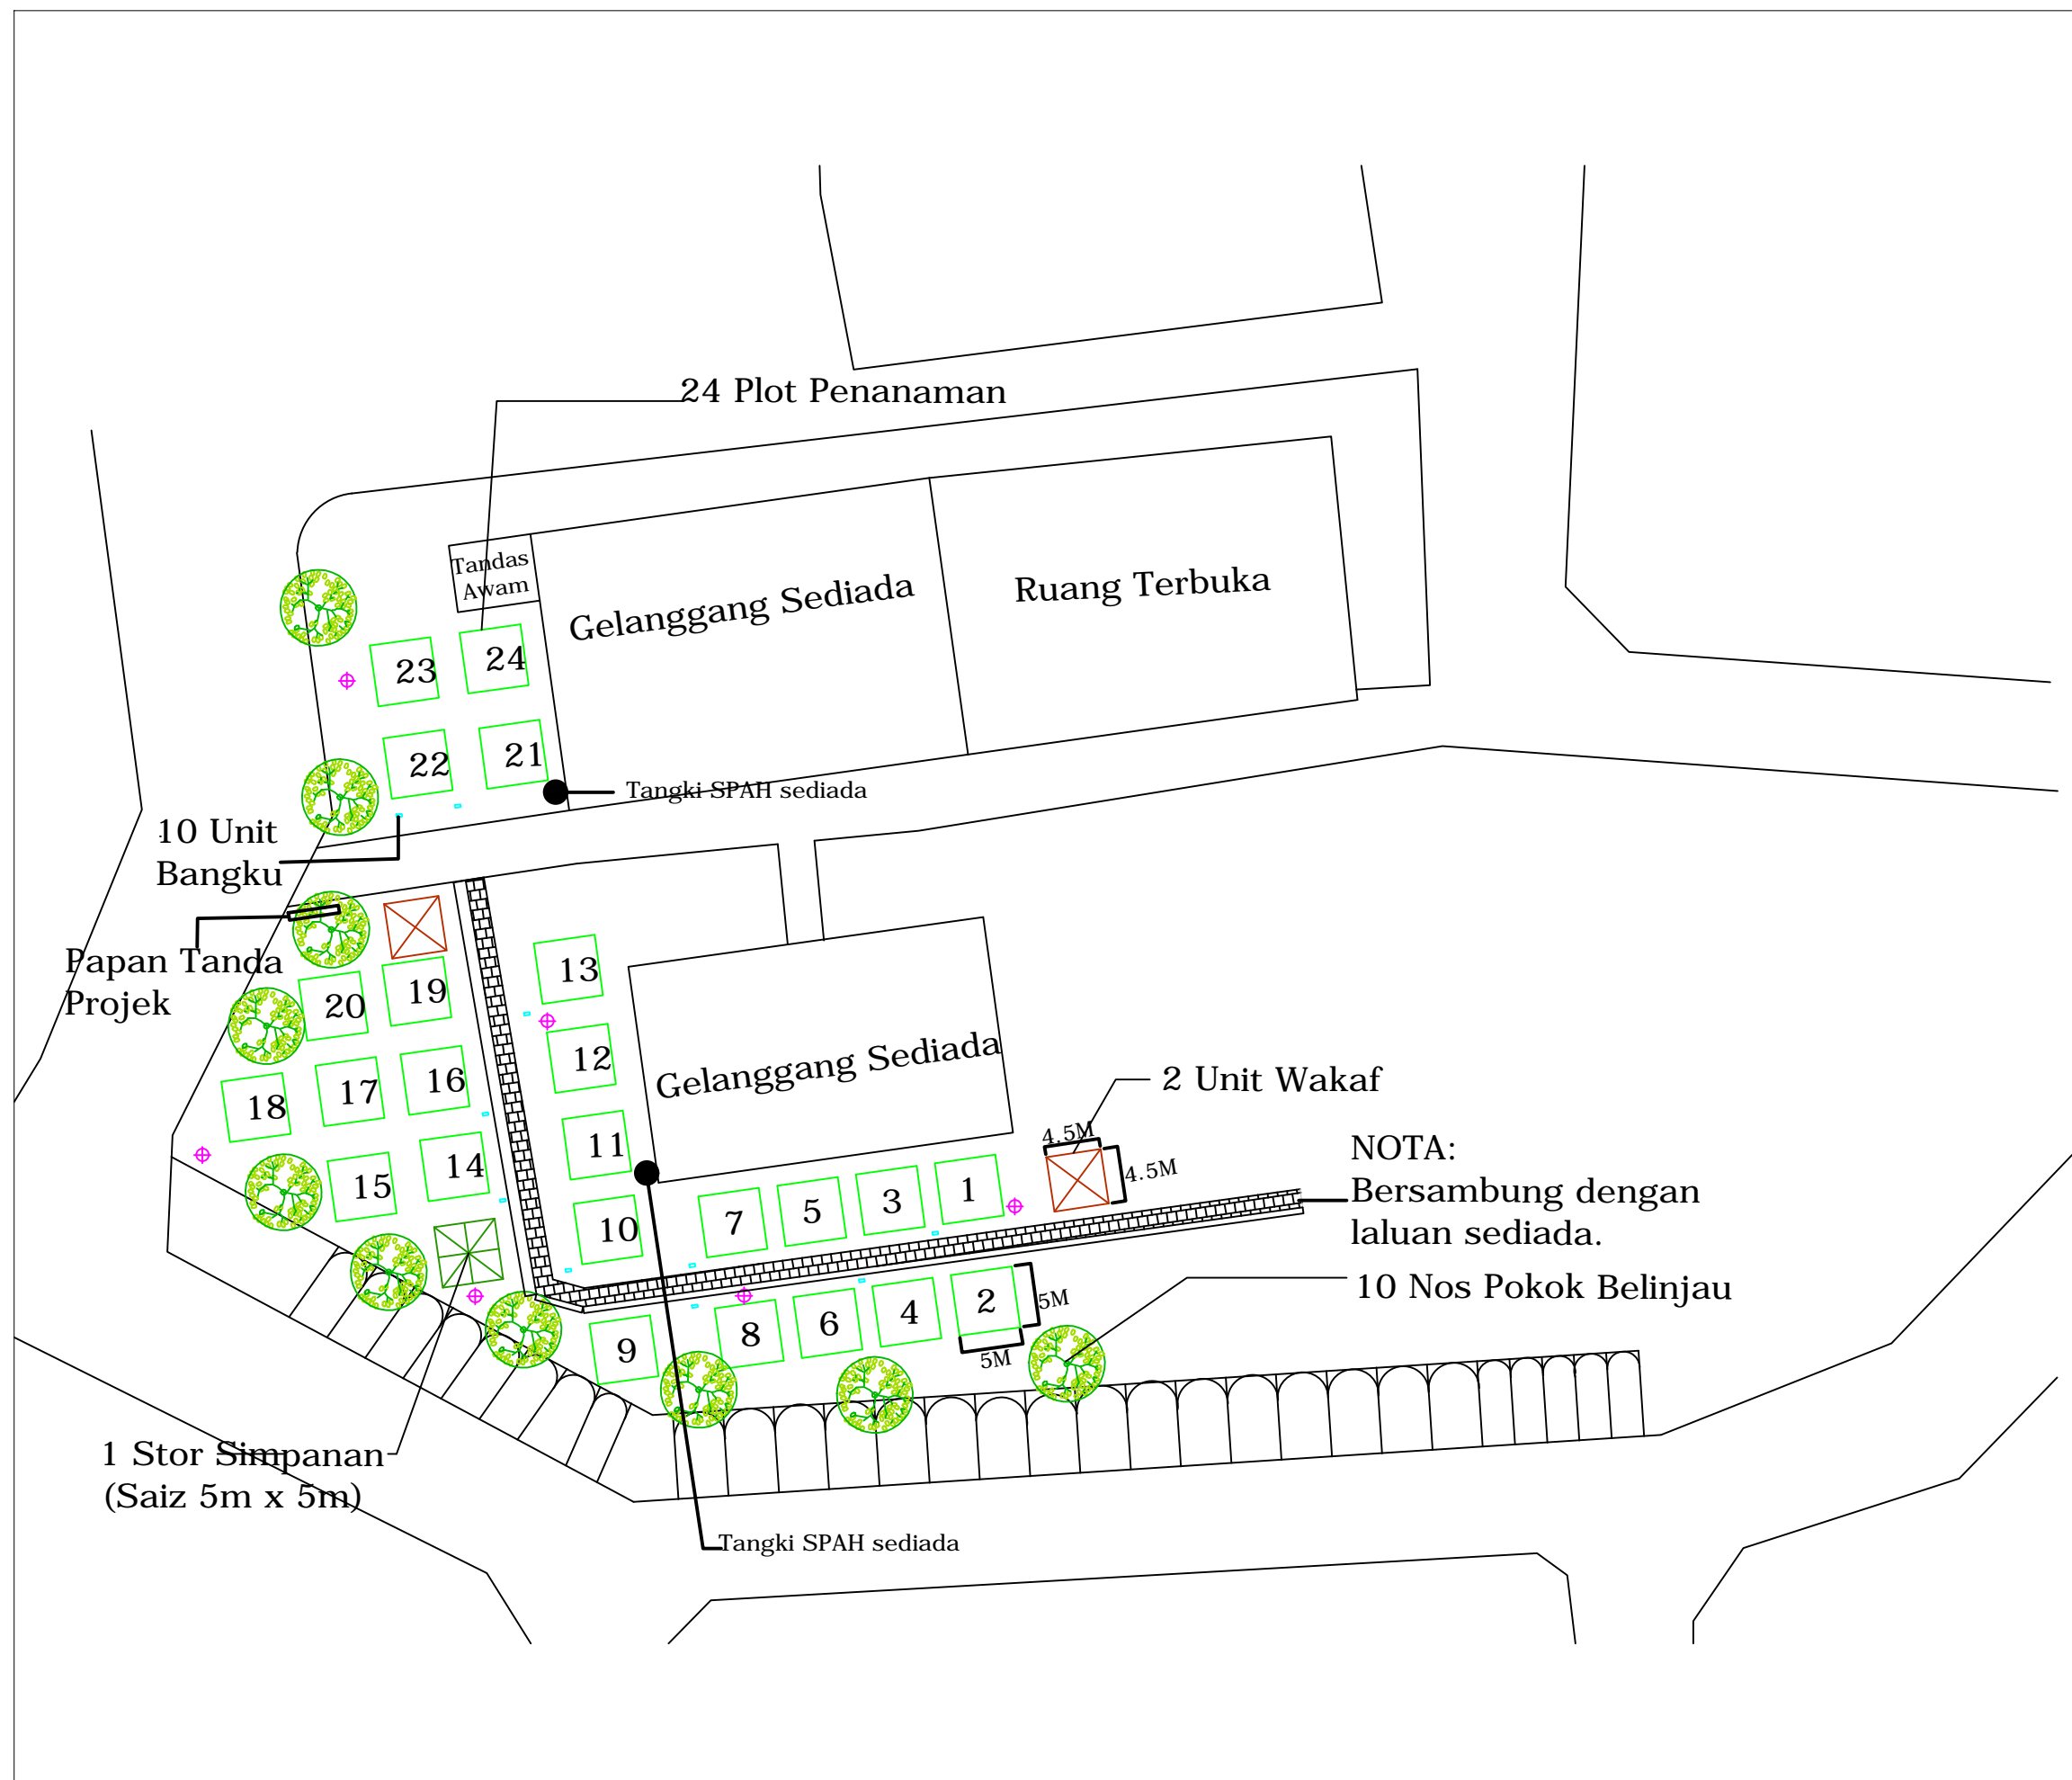 24 Plot Penanaman
Tandas
Awam
Gelanggang Sediada
Ruang Terbuka
23
24
22
21
Tangki SPAH sediada
10 Unit
Bangku
Papan Tanda
Projek
20
19
13
18
17
16
12
Gelanggang Sediada
2 Unit Wakaf
4.5M
4.5M
NOTA:
Bersambung dengan
laluan sediada.
15
14
11
10
7
5
3
1
10 Nos Pokok Belinjau
9
8
6
4
2
5M
5M
1 Stor Simpanan
(Saiz 5m x 5m)
Tangki SPAH sediada